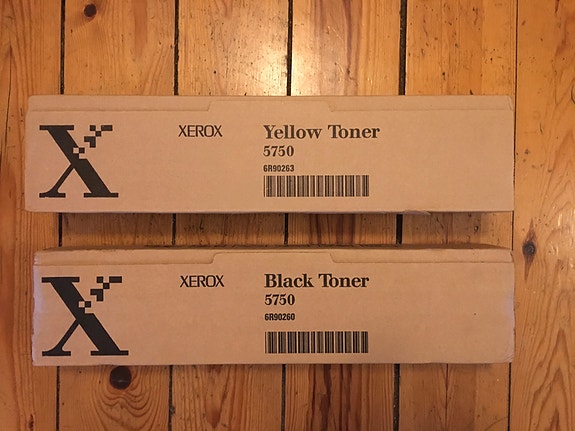 XEROX
Yellow Toner
5750
6R90263
XEROX
Black Toner
5750
6R90260